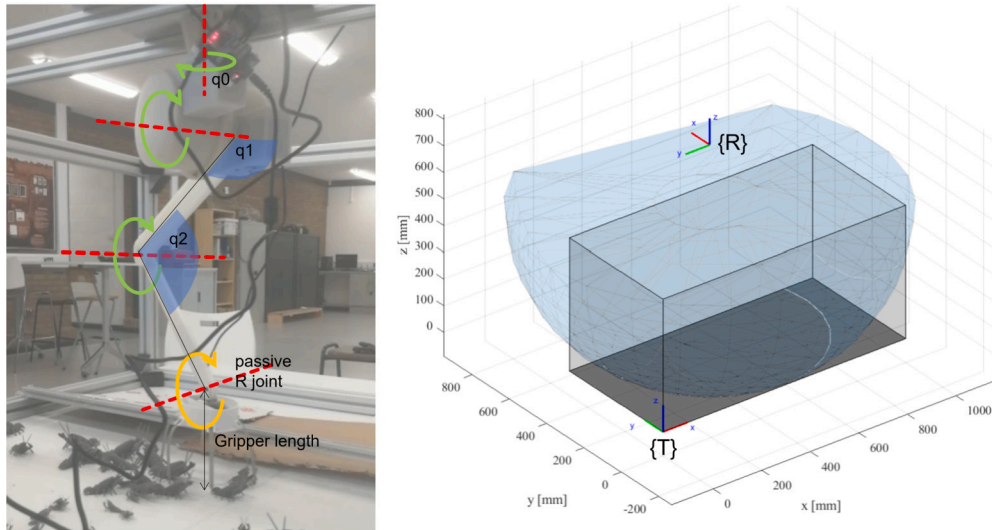 q0
q1
q2
passive
R joint
Gripper length
800
700
600
500
400
300
200
100
0
z [mm]
800
600
400
200
0
-200
y [mm]
0
200
400
600
800
1000
x [mm]
z
x
y
{R}
z
y
x
{T}